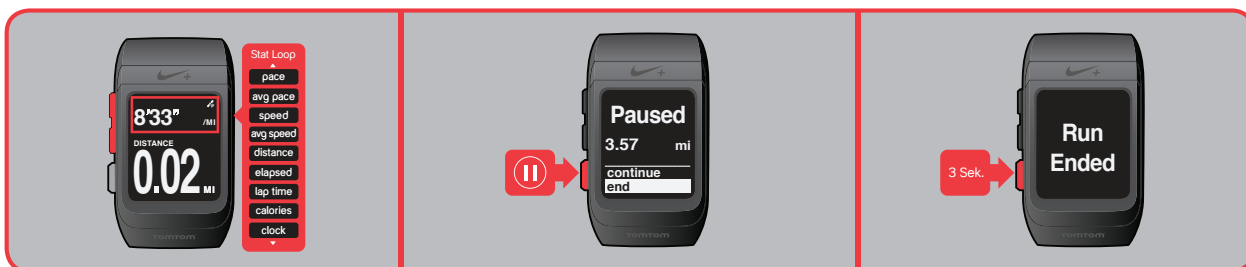 Stat Loop
pace
avg pace
speed
avg speed
distance
elapsed
lap time
calories
clock
8'33" /MI
DISTANCE
0.02 MI
TOMTOM
Paused
3.57 mi
continue
end
TOMTOM
3 Sek.
Run
Ended
TOMTOM